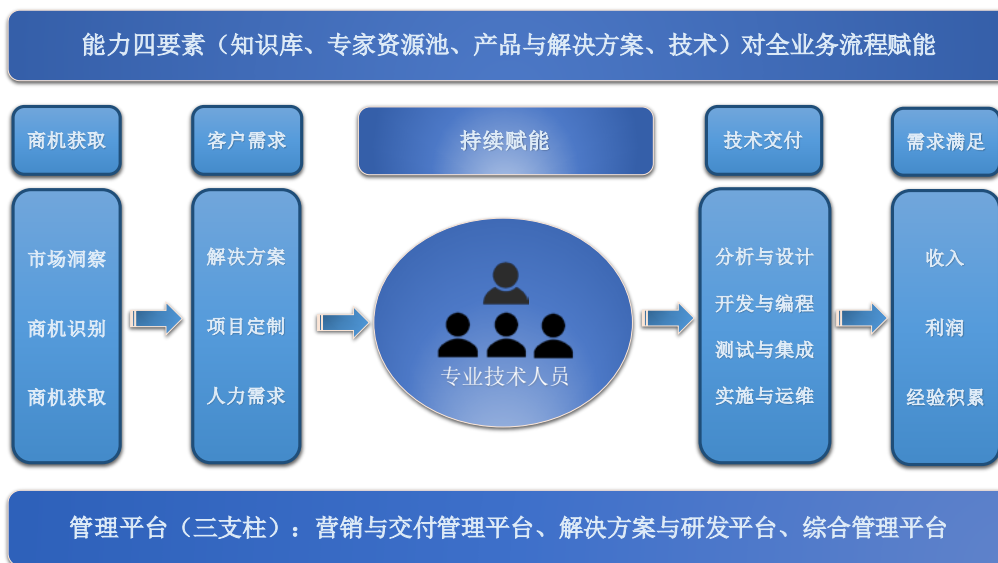 能力四要素（知识库、专家资源池、产品与解决方案、技术）对全业务流程赋能
商机获取
客户需求
持续赋能
技术交付
需求满足
市场洞察
商机识别
商机获取
解决方案
项目定制
人力需求
专业技术人员
分析与设计
开发与编程
测试与集成
实施与运维
收入
利润
经验积累
管理平台（三支柱）：营销与交付管理平台、解决方案与研发平台、综合管理平台